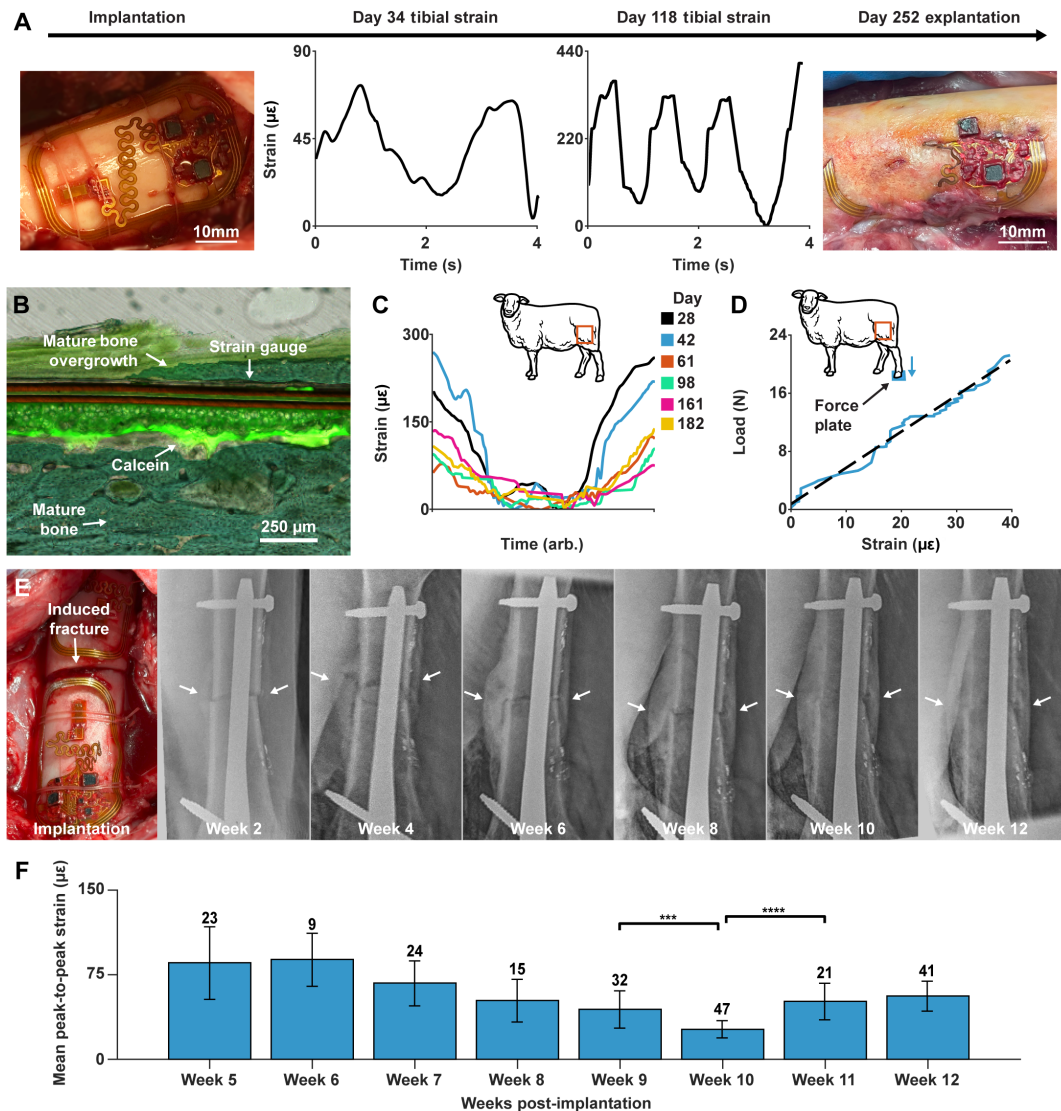 A
Implantation
Day 34 tibial strain
Day 118 tibial strain
Day 252 explantation
10mm
Strain (με)
90
45
0
0
2
4
Time (s)
440
220
0
0
2
4
Time (s)
10mm
B
Mature bone
overgrowth
Strain gauge
Calcein
Mature
bone
250 μm
C
Strain (με)
300
150
0
Time (arb.)
Day
28
42
61
98
161
182
D
Load (N)
24
18
12
6
0
0
10
20
30
40
Strain (με)
Force
plate
E
Induced
fracture
Implantation
Week 2
Week 4
Week 6
Week 8
Week 10
Week 12
F
Mean peak-to-peak strain (με)
150
75
0
23
9
24
15
32
47
21
41
***
****
Week 5
Week 6
Week 7
Week 8
Week 9
Week 10
Week 11
Week 12
Weeks post-implantation